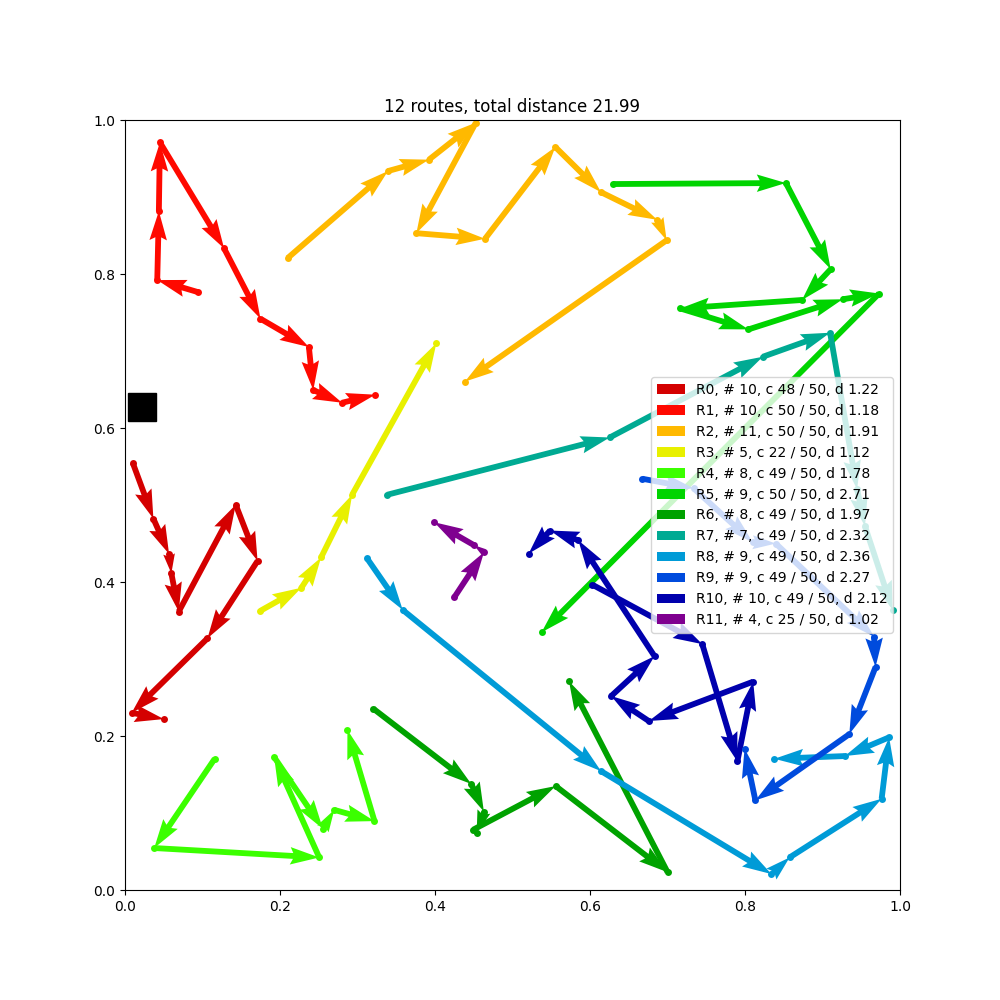 12 routes, total distance 21.99
1.0
0.8
0.6
0.4
0.2
0.0
R0, # 10, c 48 / 50, d 1.22
R1, # 10, c 50 / 50, d 1.18
R2, # 11, c 50 / 50, d 1.91
R3, # 5, c 22 / 50, d 1.12
R4, # 8, c 49 / 50, d 1.78
R5, # 9, c 50 / 50, d 2.71
R6, # 8, c 49 / 50, d 1.97
R7, # 7, c 49 / 50, d 2.32
R8, # 9, c 49 / 50, d 2.36
R9, # 9, c 49 / 50, d 2.27
R10, # 10, c 49 / 50, d 2.12
R11, # 4, c 25 / 50, d 1.02
0.0 0.2 0.4 0.6 0.8 1.0